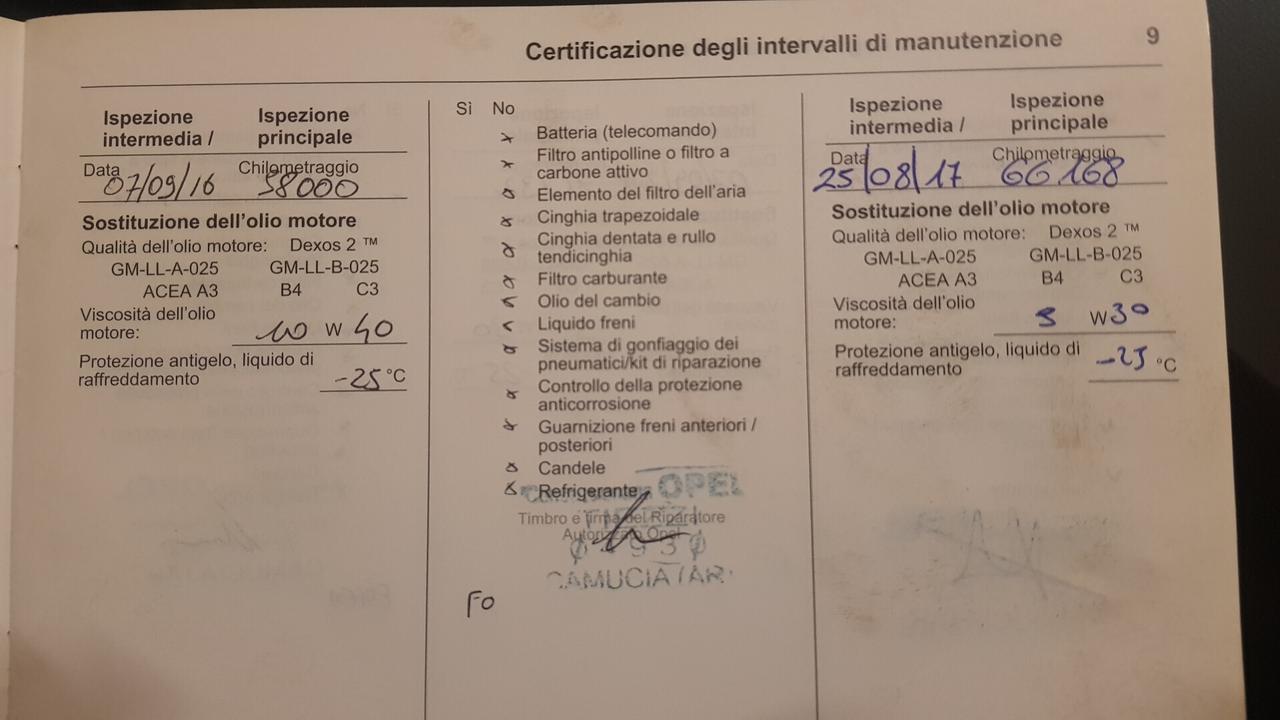 Certificazione degli intervalli di manutenzione 9
Ispezione intermedia / Ispezione principale
Data Chilometraggio
07/09/16 58000
Sostituzione dell'olio motore
Qualità dell'olio motore: Dexos 2 ™
GM-LL-A-025 GM-LL-B-025
ACEA A3 B4 C3
Viscosità dell'olio
motore: 10 W 40
Protezione antigelo, liquido di
raffreddamento -25 °C
Sì No
Batteria (telecomando)
Filtro antipolline o filtro a
carbone attivo
Elemento del filtro dell'aria
Cinghia trapezoidale
Cinghia dentata e rullo
tendicinghia
Filtro carburante
Olio del cambio
Liquido freni
Sistema di gonfiaggio dei
pneumatici/kit di riparazione
Controllo della protezione
anticorrosione
Guarnizione freni anteriori /
posteriori
Candele
Refrigerante
OPEL
Timbro e firma del Riparatore
Autorizzato Opel
CAMUCIA (AR)
FO
Ispezione intermedia / Ispezione principale
Data Chilometraggio
25/08/17 66168
Sostituzione dell'olio motore
Qualità dell'olio motore: Dexos 2 ™
GM-LL-A-025 GM-LL-B-025
ACEA A3 B4 C3
Viscosità dell'olio
motore: 5 W 30
Protezione antigelo, liquido di
raffreddamento -25 °C